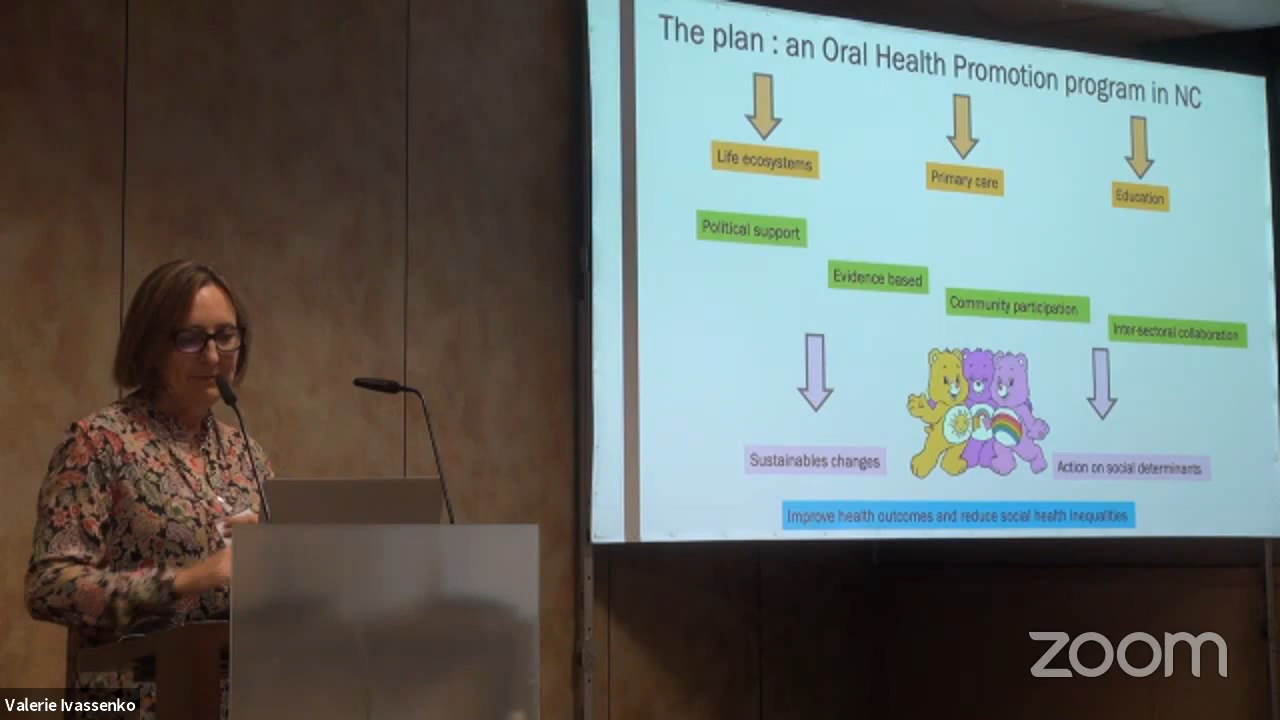 The plan : an Oral Health Promotion program in NC
Life ecosystems
Primary care
Education
Political support
Evidence based
Community participation
Inter-sectoral collaboration
Sustainables changes
Action on social determinants
Improve health outcomes and reduce social health inequalities
zoom
Valerie Ivassenko